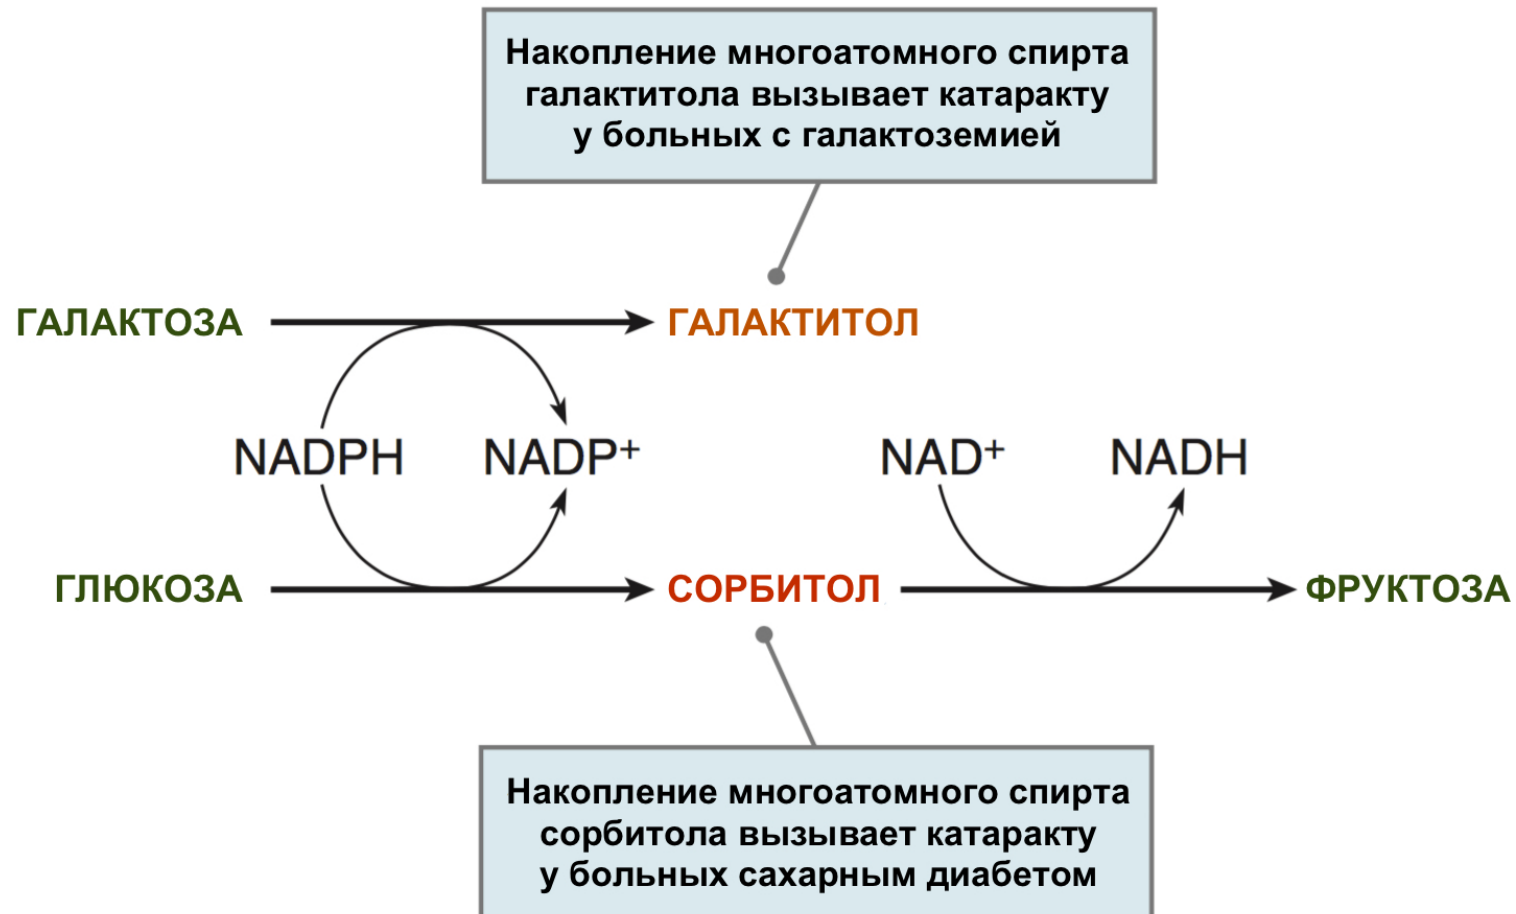 Накопление многоатомного спирта
галактитола вызывает катаракту
у больных с галактоземией
ГАЛАКТОЗА
ГАЛАКТИТОЛ
NADPH
NADP+
NAD+
NADH
ГЛЮКОЗА
СОРБИТОЛ
ФРУКТОЗА
Накопление многоатомного спирта
сорбитола вызывает катаракту
у больных сахарным диабетом